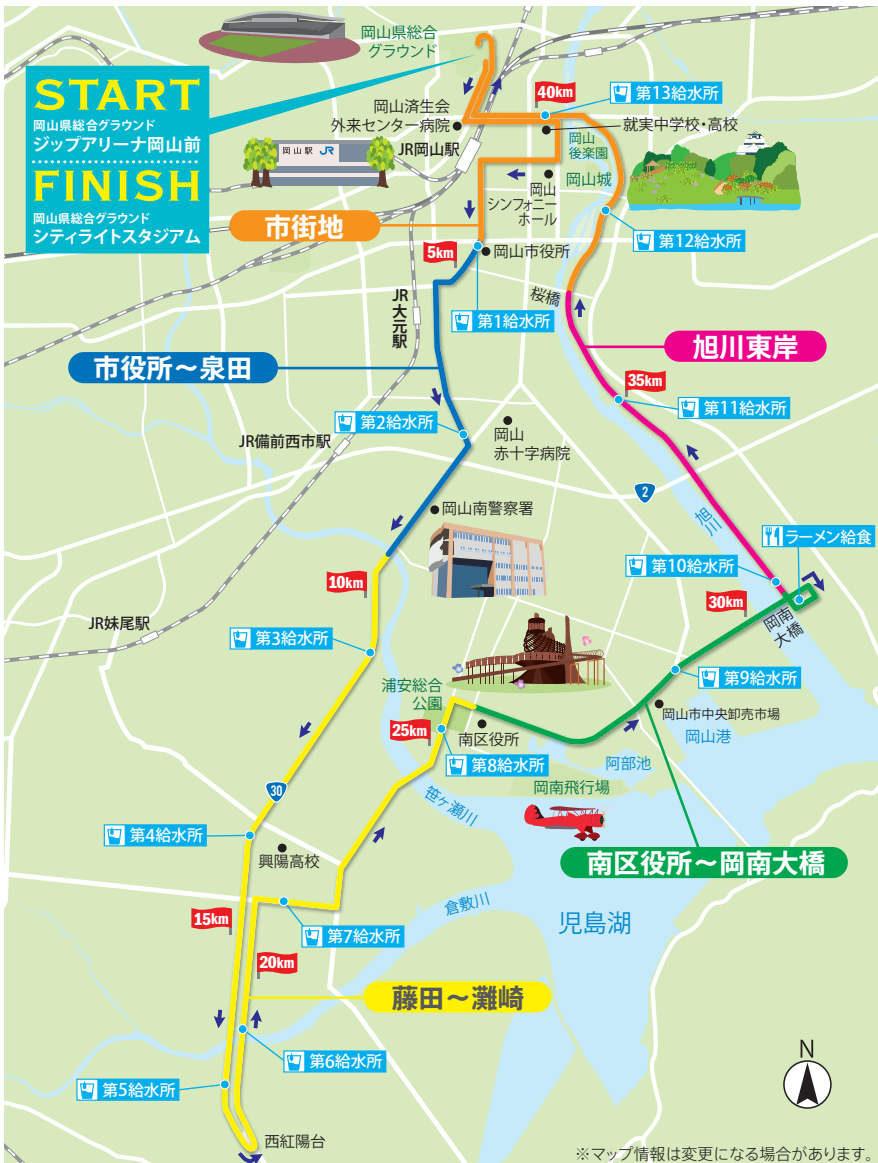 岡山県総合
グラウンド
START
岡山県総合グラウンド
ジップアリーナ岡山前
FINISH
岡山県総合グラウンド
シティライトスタジアム
40km
第13給水所
岡山済生会
外来センター病院
就実中学校・高校
岡山駅 JR
JR岡山駅
岡山
後楽園
岡山城
岡山
シンフォニー
ホール
市街地
第12給水所
5km
岡山市役所
桜橋
JR
大元駅
第1給水所
旭川東岸
市役所～泉田
35km
第11給水所
第2給水所
岡山
赤十字病院
JR備前西市駅
2
岡山南警察署
旭川
ラーメン給食
第10給水所
10km
30km
岡南
大橋
JR妹尾駅
第3給水所
第9給水所
浦安総合
公園
25km
南区役所
岡山市中央卸売市場
岡山港
第8給水所
阿部池
岡南飛行場
30
笹ヶ瀬川
第4給水所
興陽高校
南区役所～岡南大橋
倉敷川
児島湖
15km
第7給水所
20km
藤田～灘崎
第6給水所
第5給水所
N
西紅陽台
※マップ情報は変更になる場合があります。